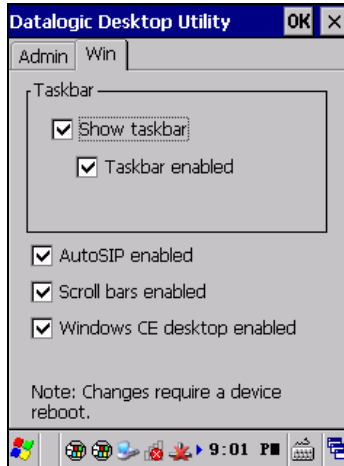 Datalogic Desktop Utility OK ×
Admin Win
Taskbar
Show taskbar
Taskbar enabled
AutoSIP enabled
Scroll bars enabled
Windows CE desktop enabled
Note: Changes require a device
reboot.
9:01 PM